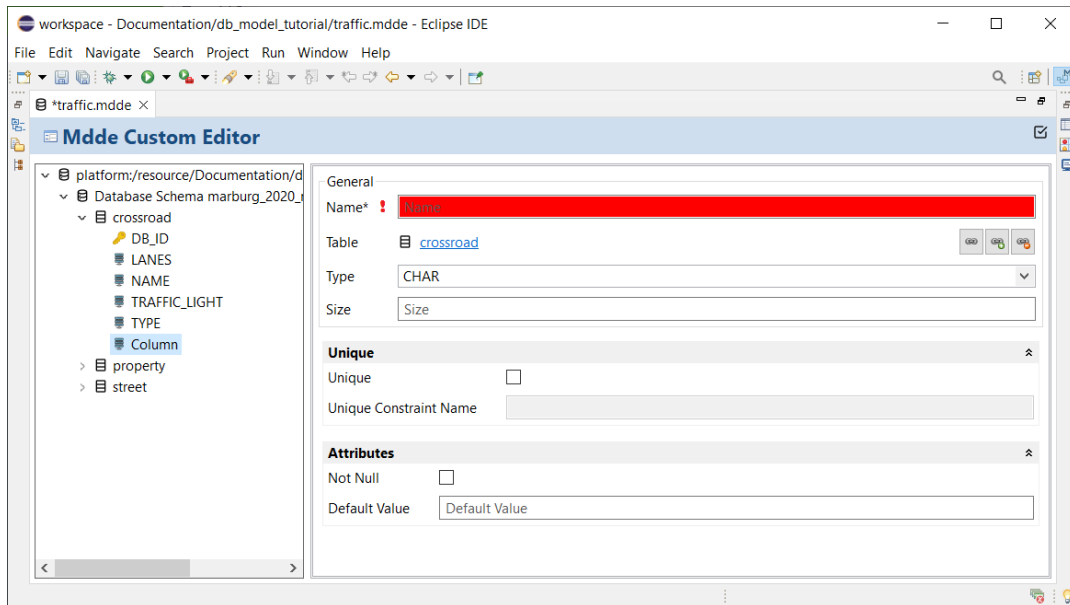 workspace - Documentation/db_model_tutorial/traffic.mdde - Eclipse IDE
File Edit Navigate Search Project Run Window Help
*traffic.mdde
Mdde Custom Editor
platform:/resource/Documentation/d
Database Schema marburg_2020_
crossroad
DB_ID
LANES
NAME
TRAFFIC_LIGHT
TYPE
Column
property
street
General
Name*
Name
Table
crossroad
Type
CHAR
Size
Size
Unique
Unique
Unique Constraint Name
Attributes
Not Null
Default Value
Default Value